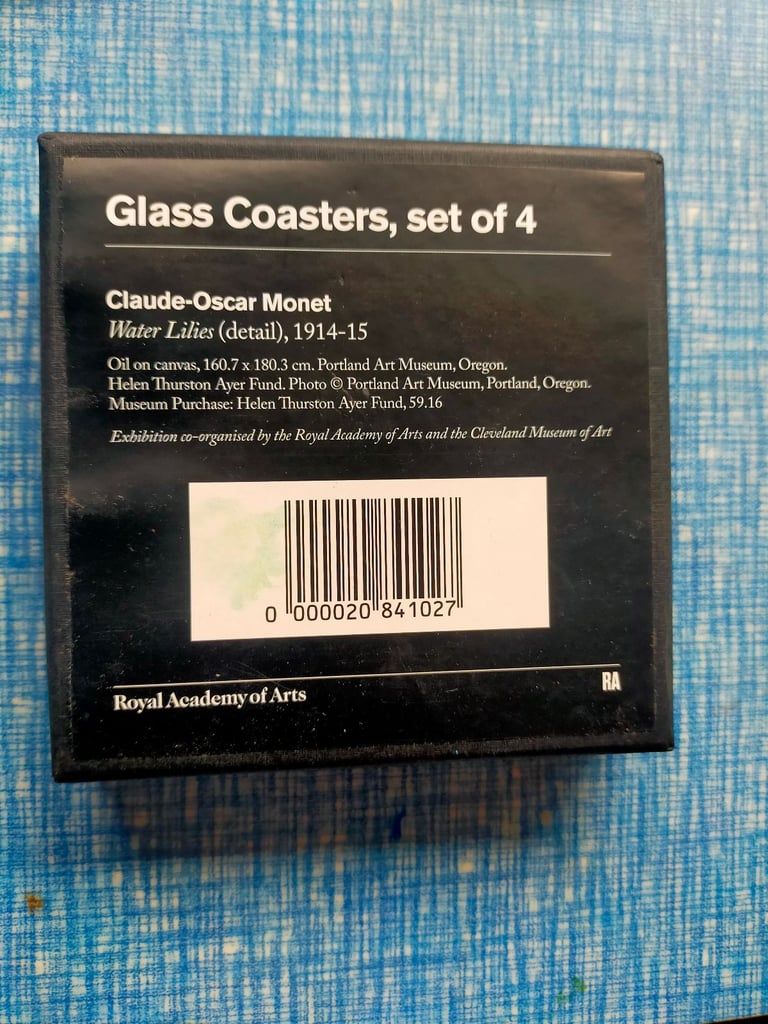 Glass Coasters, set of 4
Claude-Oscar Monet
Water Lilies (detail), 1914-15
Oil on canvas, 160.7 x 180.3 cm. Portland Art Museum, Oregon.
Helen Thurston Ayer Fund. Photo © Portland Art Museum, Portland, Oregon.
Museum Purchase: Helen Thurston Ayer Fund, 59.16
Exhibition co-organised by the Royal Academy of Arts and the Cleveland Museum of Art
0 000020 841027
Royal Academy of Arts
RA